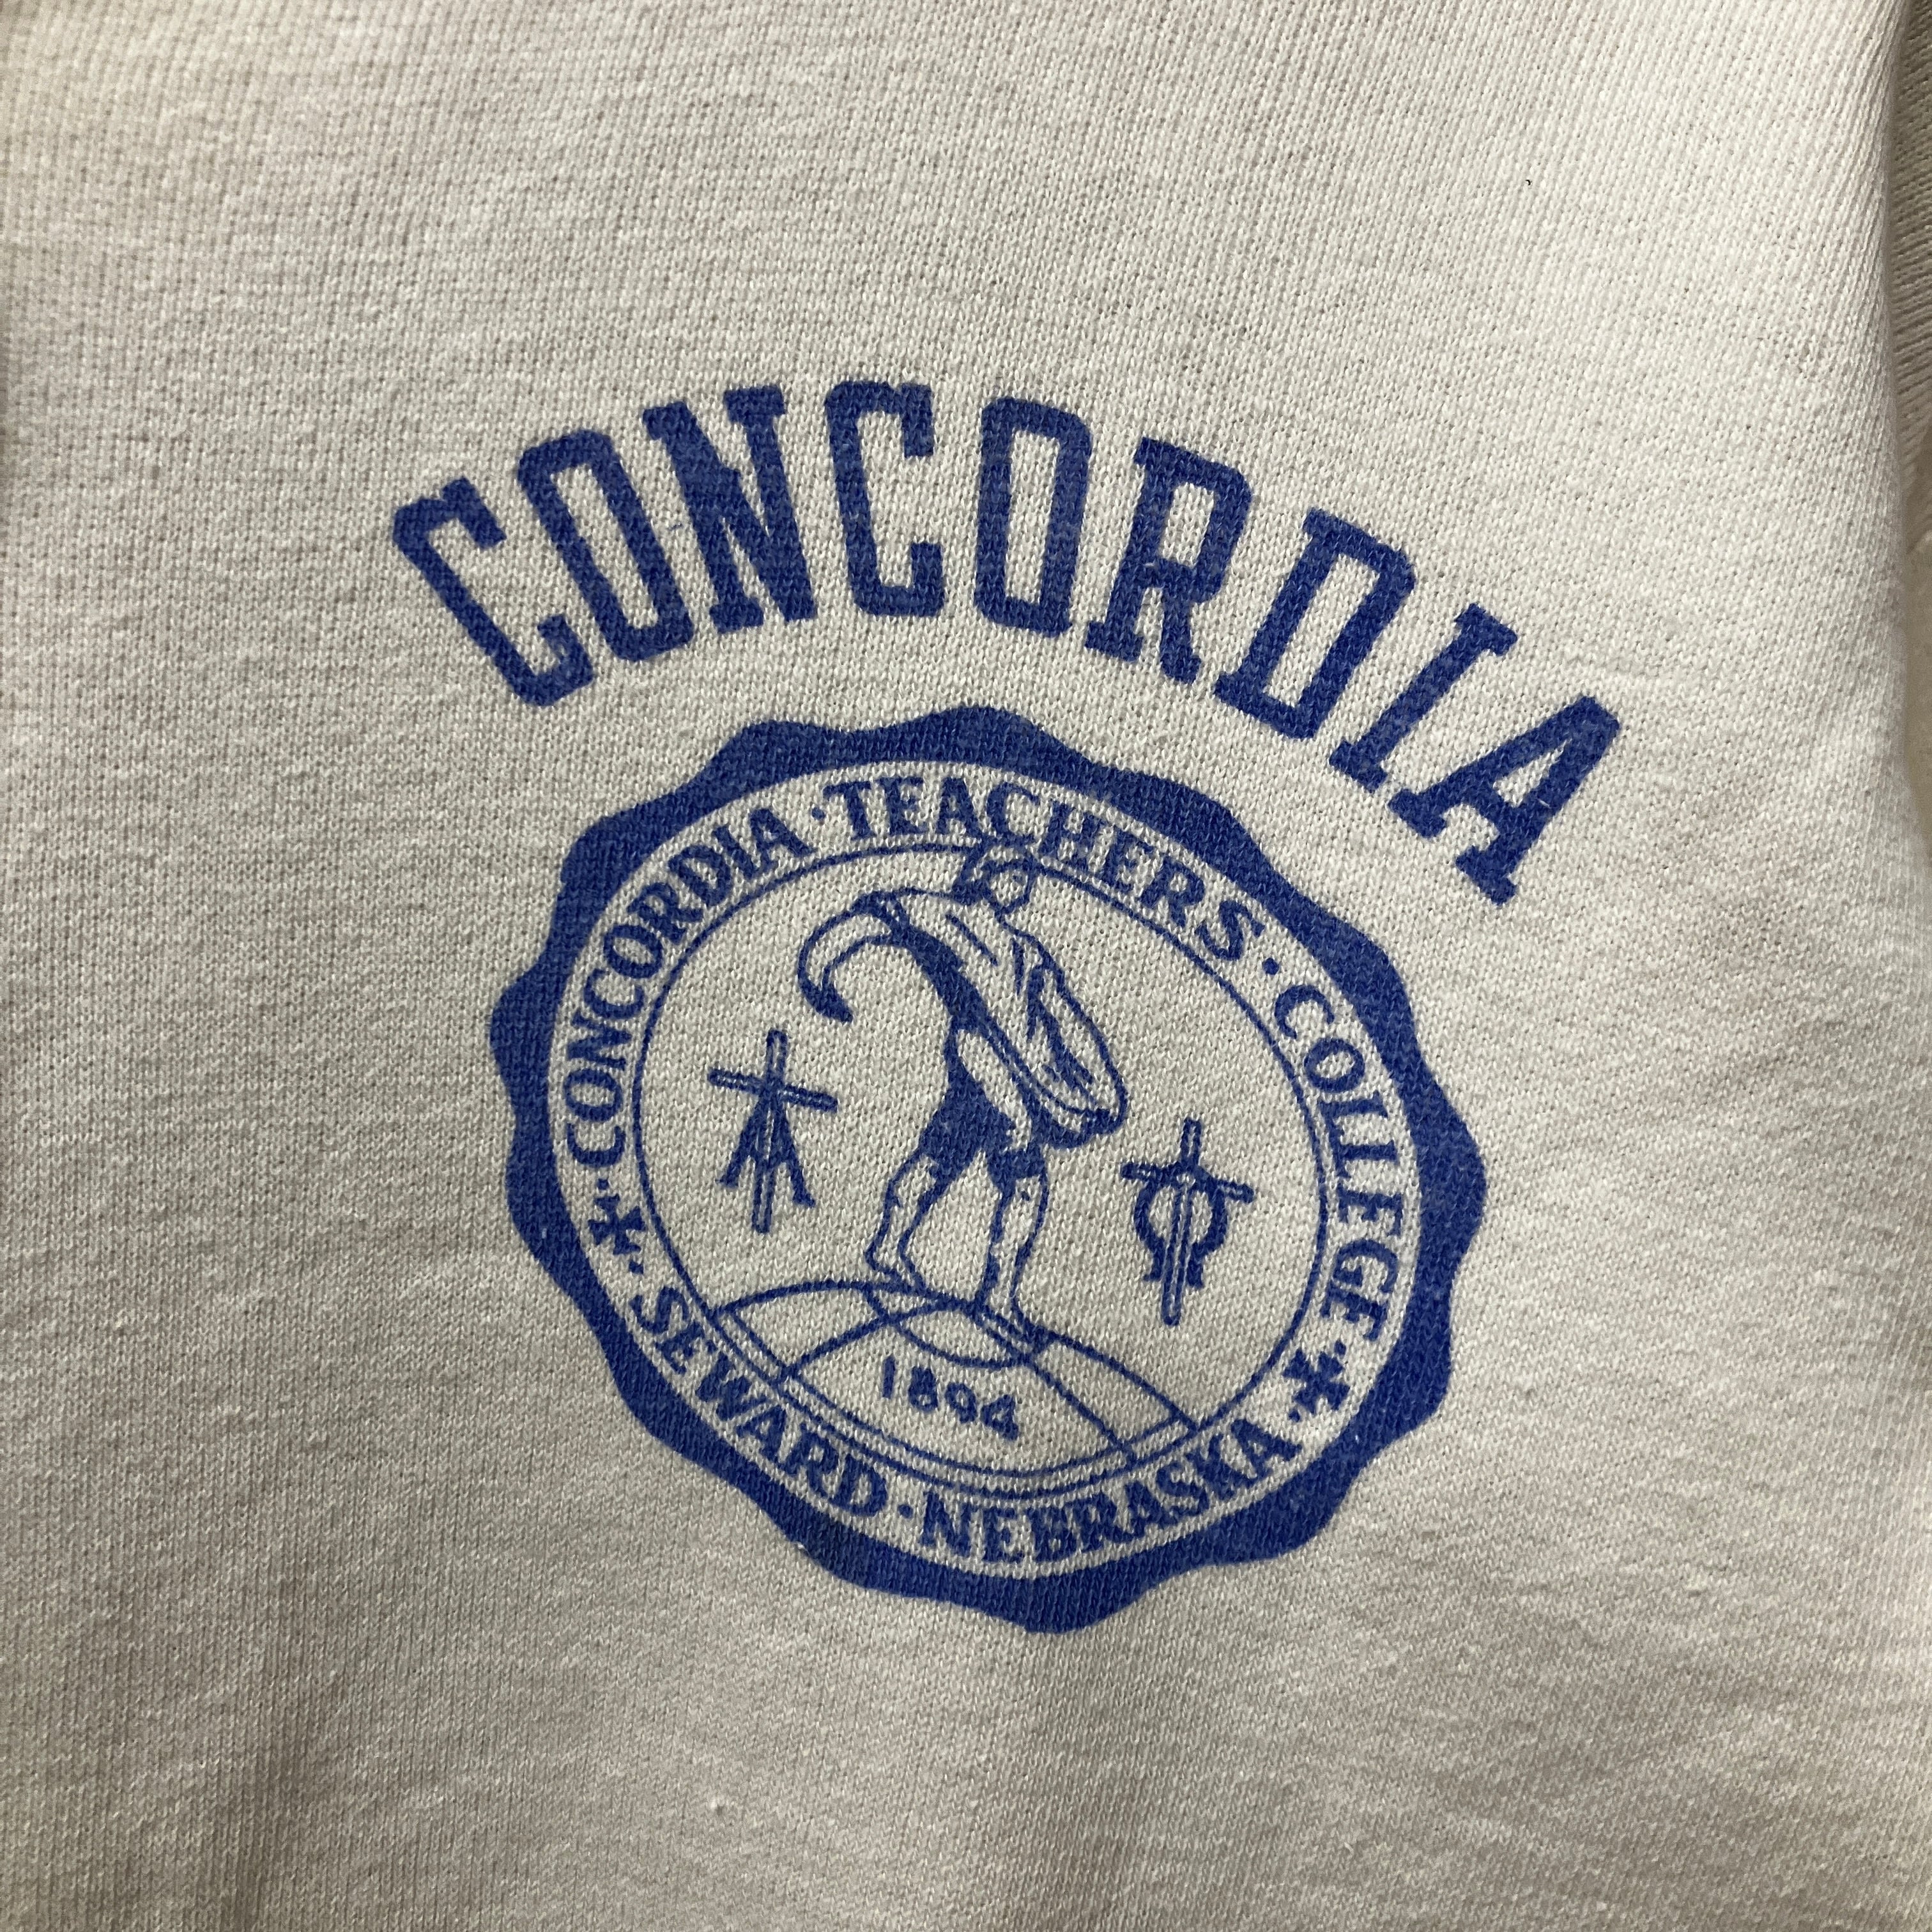 CONCORDIA
CONCORDIA · TEACHERS · COLLEGE
SEWARD · NEBRASKA
1894